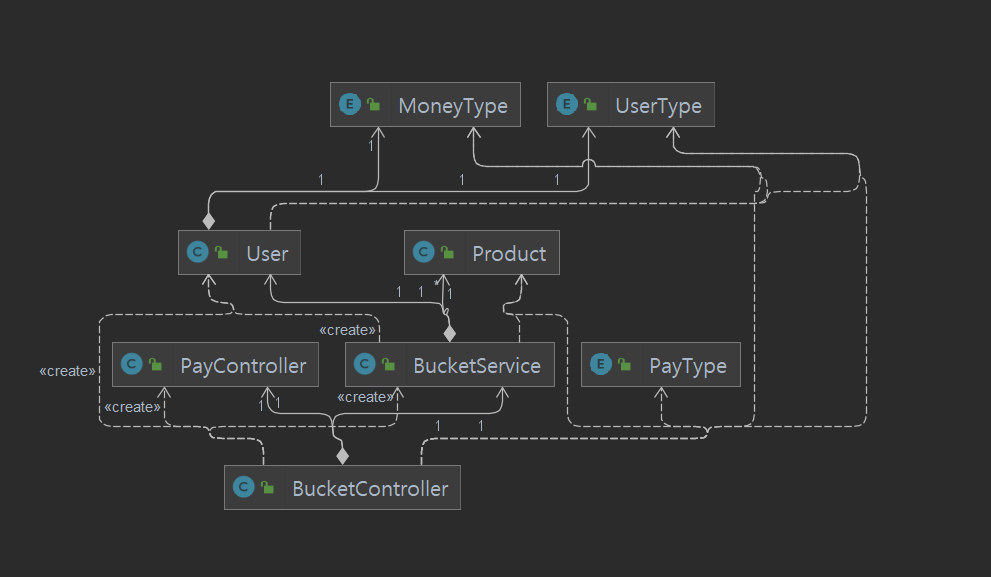 E MoneyType
E UserType
1
1
1
1
C User
C Product
1
1
*
1
«create»
C PayController
C BucketService
E PayType
«create»
«create»
«create»
1
1
1
1
C BucketController